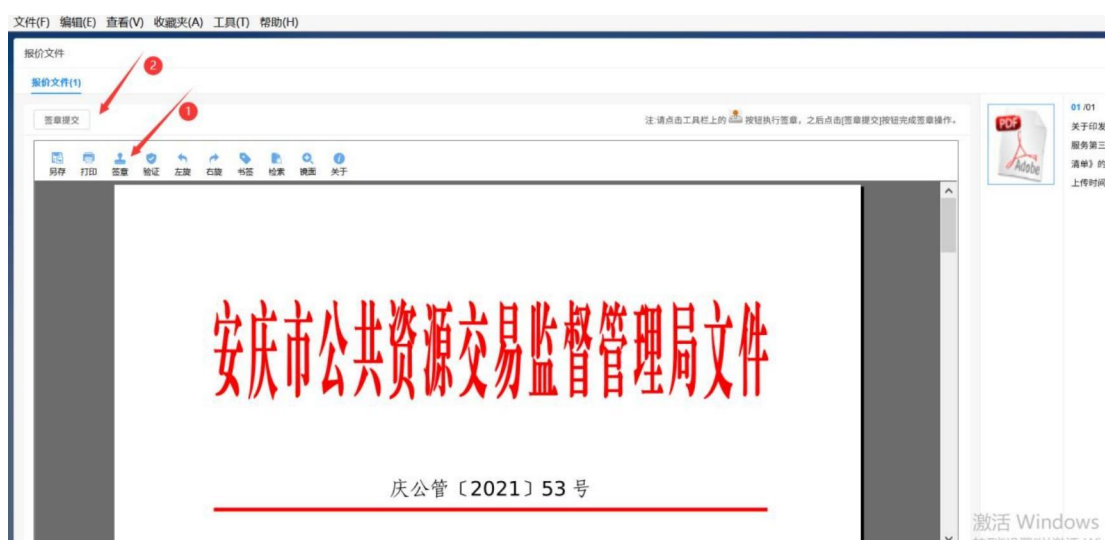 文件(F) 编辑(E) 查看(V) 收藏夹(A) 工具(T) 帮助(H)
报价文件
2
报价文件(1)
1
签章提交
注:请点击工具栏上的 按钮执行签章，之后点击[签章提交]按钮完成签章操作。
01 /01
PDF
关于印发
服务第三
Adobe
清单》的
上传时间
另存 打印 签章 验证 左旋 右旋 书签 检索 镜面 关于
安庆市公共资源交易监督管理局文件
庆公管〔2021〕53 号
激活 Windows